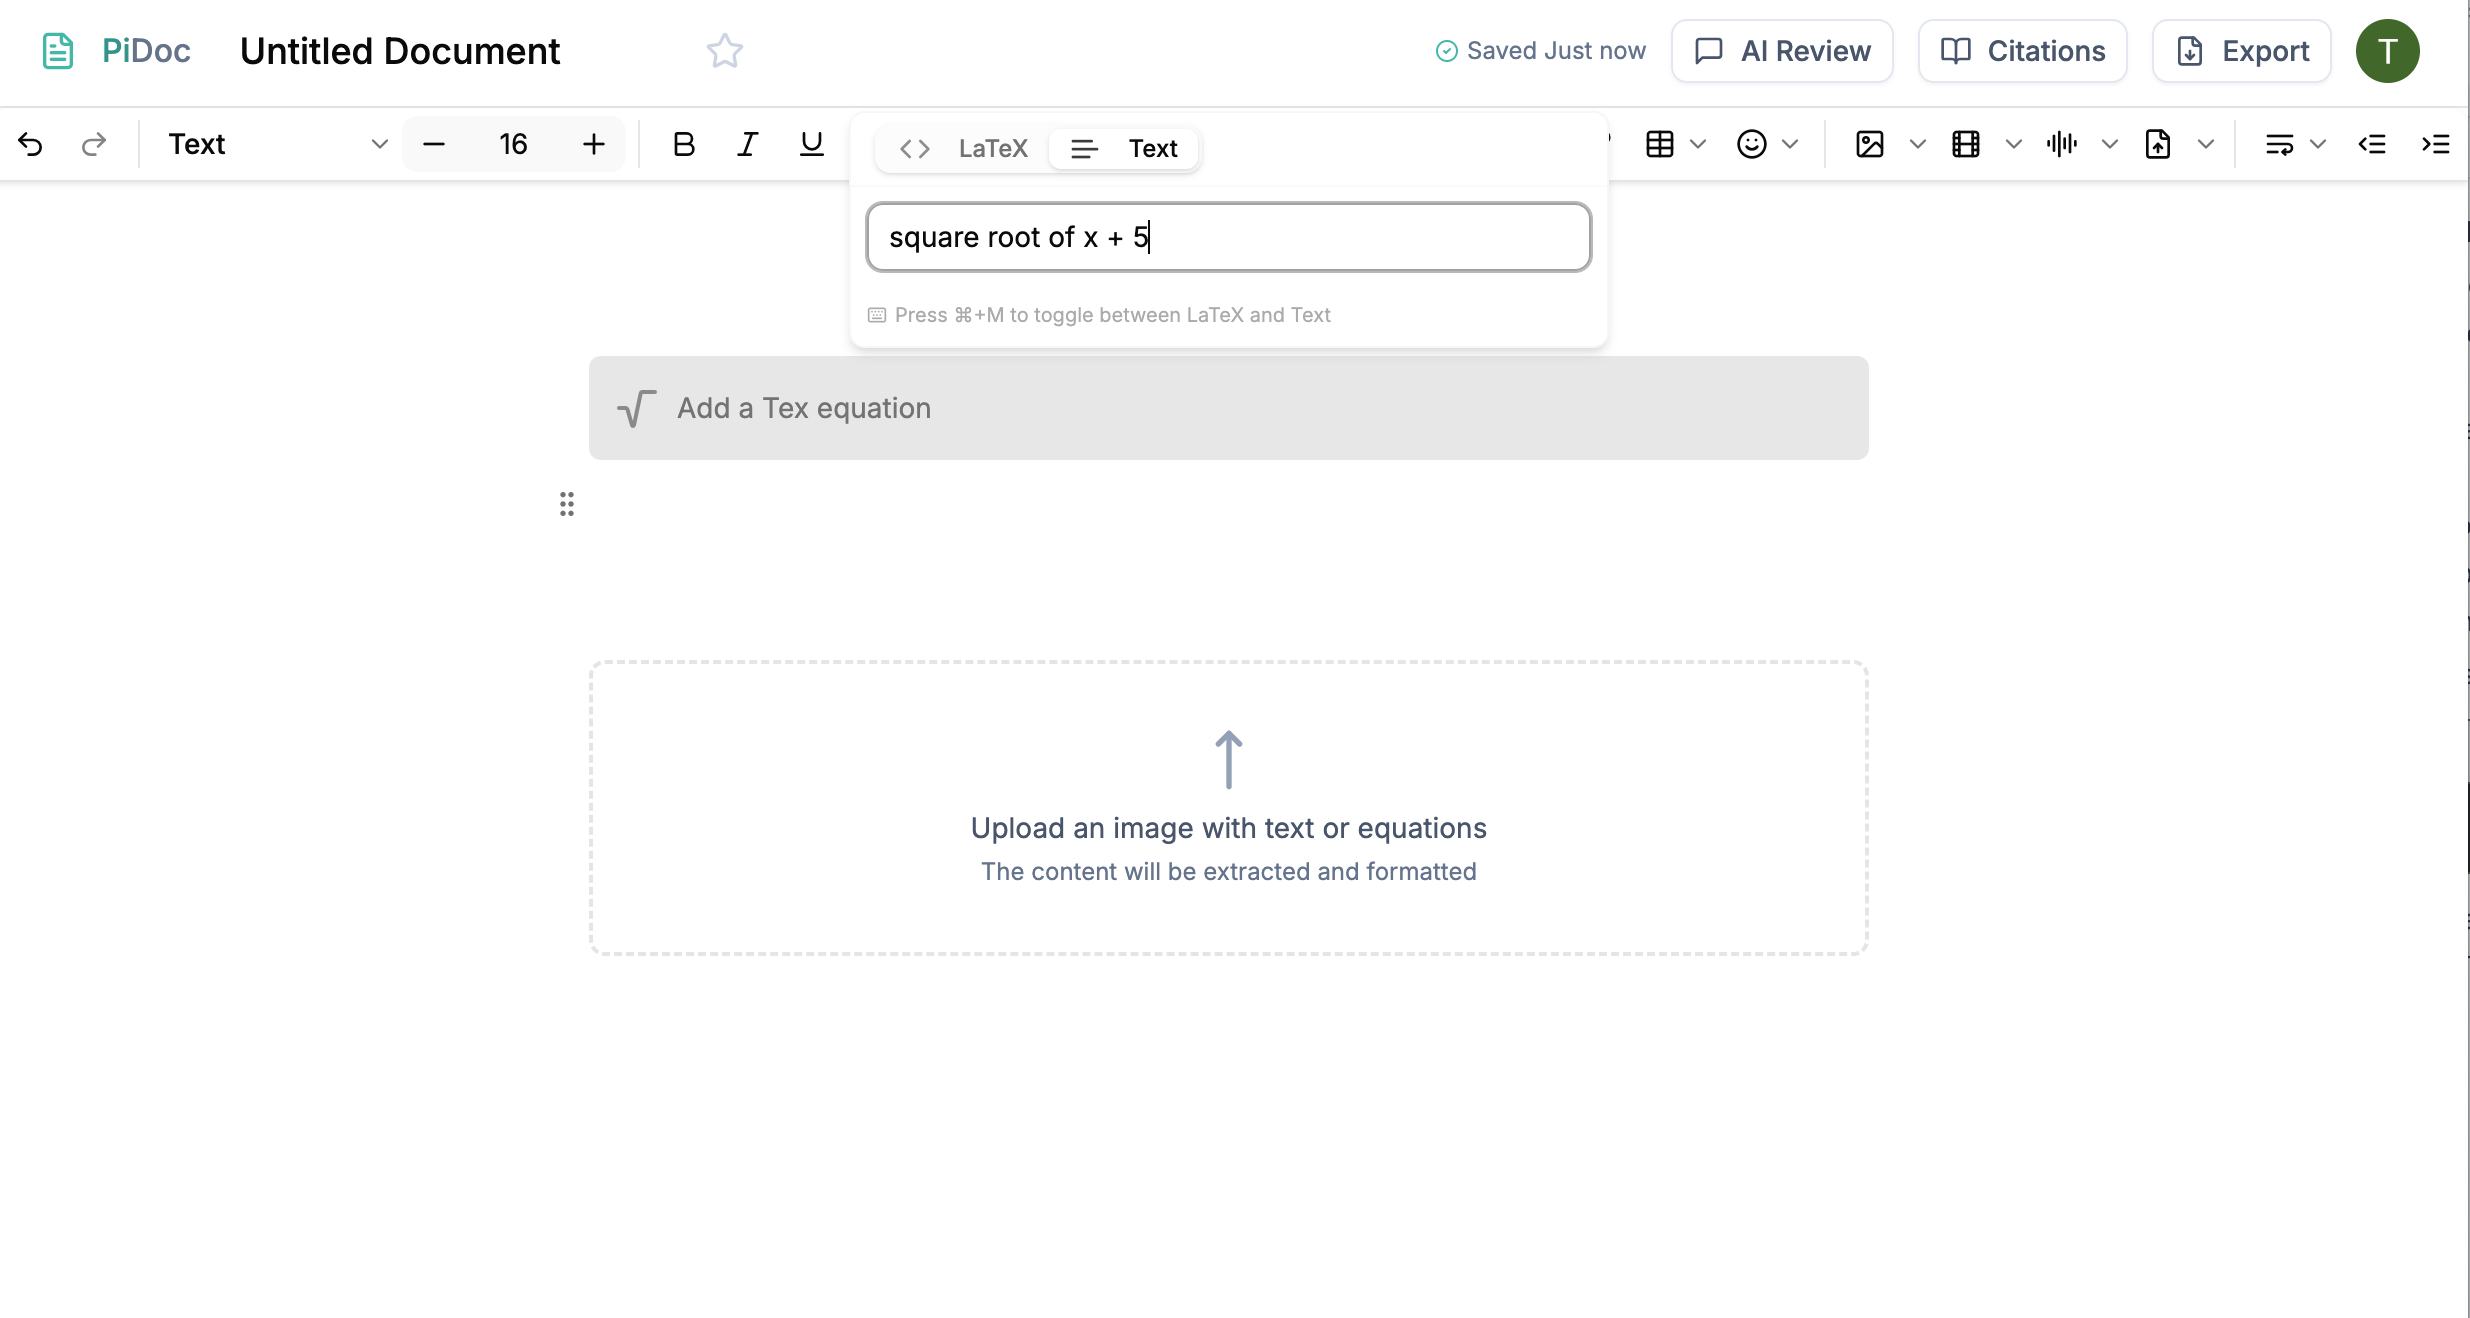 PiDoc Untitled Document Saved Just now AI Review Citations Export T
Text 16 B I U
LaTeX Text
square root of x + 5
Press ⌘+M to toggle between LaTeX and Text
Add a Tex equation
Upload an image with text or equations
The content will be extracted and formatted